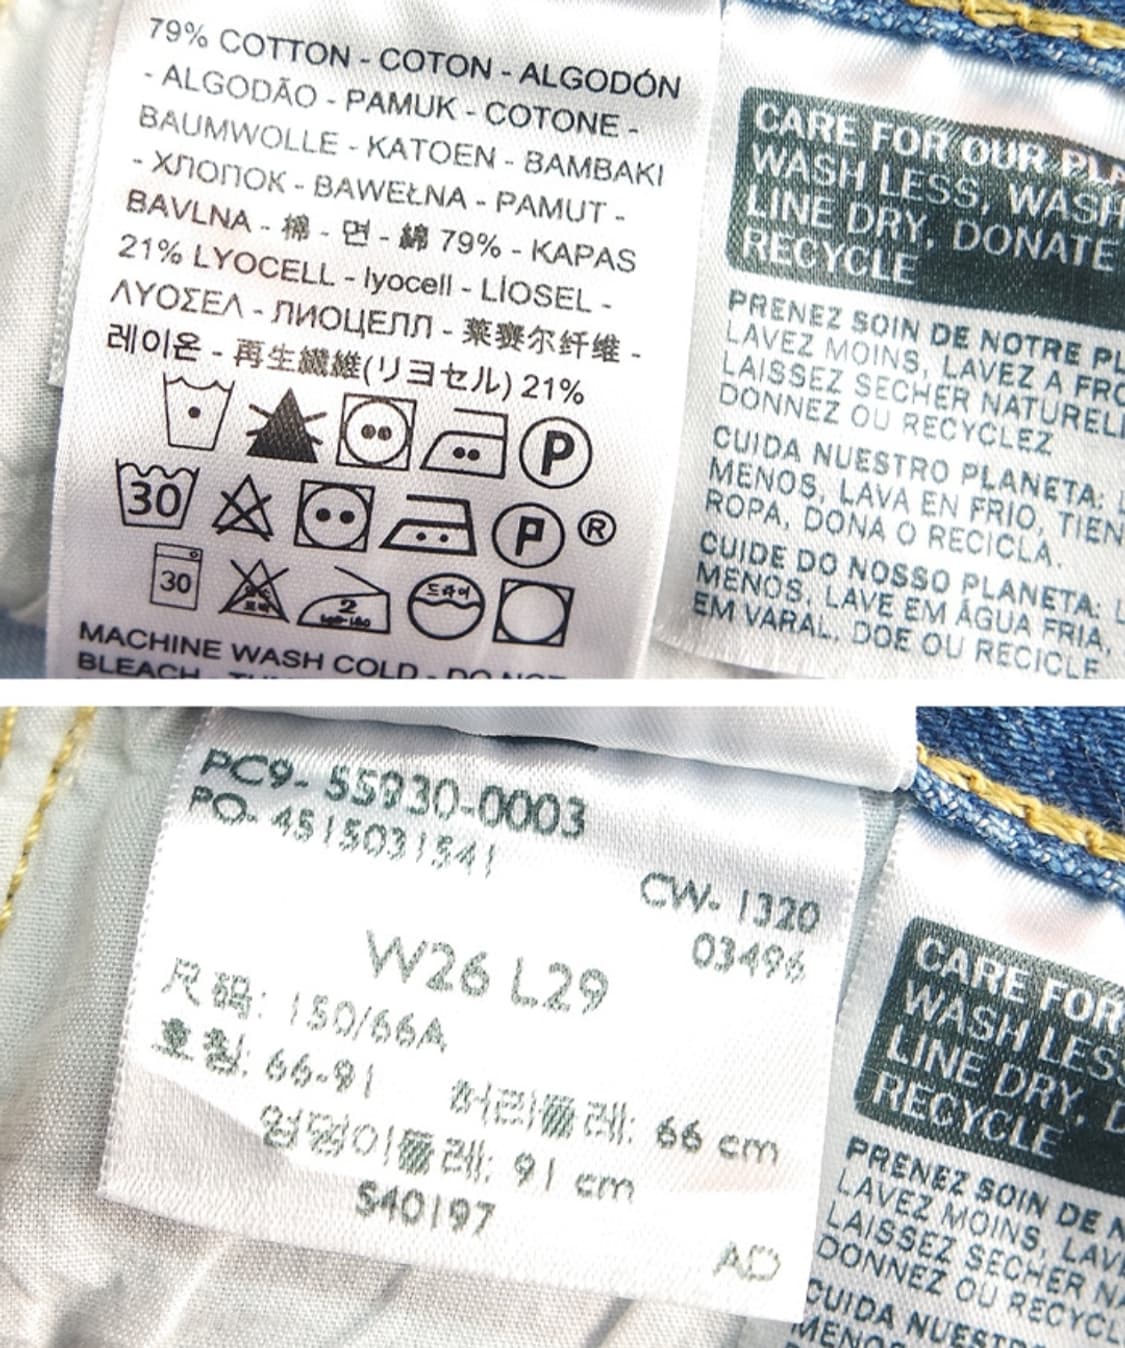 79% COTTON - COTON - ALGODÓN
- ALGODÃO - PAMUK - COTONE -
BAUMWOLLE - KATOEN - BAMBAKI
- ХЛОПОК - BAWEŁNA - PAMUT -
BAVLNA - 棉 - 면 - 綿 79% - KAPAS
21% LYOCELL - lyocell - LİOSEL -
ΛΥΟΣΕΛ - ЛИОЦЕЛЛ - 莱赛尔纤维 -
레이온 - 再生繊維(リヨセル) 21%
P
30 P ®
30 2 드라이
MACHINE WASH COLD - DO NOT
BLEACH -
CARE FOR OUR
WASH LESS, WASH
LINE DRY, DONATE
RECYCLE
PRENEZ SOIN DE NOTRE
LAVEZ MOINS, LAVEZ A
LAISSEZ SECHER
DONNEZ OU RECYCLEZ
CUIDA NUESTRO PLANETA:
MENOS, LAVA EN FRIO,
ROPA, DONA O RECICLA.
CUIDE DO NOSSO PLANETA:
MENOS, LAVE EM ÁGUA FRIA,
EM VARAL, DOE OU RECICLE
PC9- 55930-0003
PO- 4515031541
CW- 1320
03496
W26 L29
尺码: 150/66A
호칭: 66-91 허리둘레: 66 cm
엉덩이둘레: 91 cm
S40197
AD
CARE FOR
WASH LESS
LINE DRY,
RECYCLE
PRENEZ SOIN DE
LAVEZ MOINS,
LAISSEZ SECHER
DONNEZ OU
CUIDA